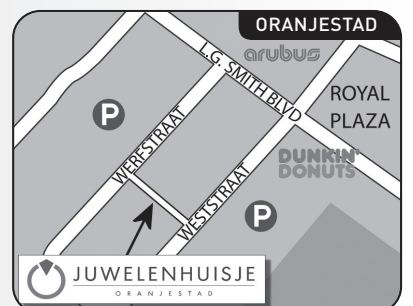 ORANJESTAD
arubus
L.G. SMITH BLVD
ROYAL
PLAZA
P
WERFSTRAAT
DUNKIN'
DONUTS
WESTSTRAAT
P
JUWELENHUISJE
ORANJESTAD